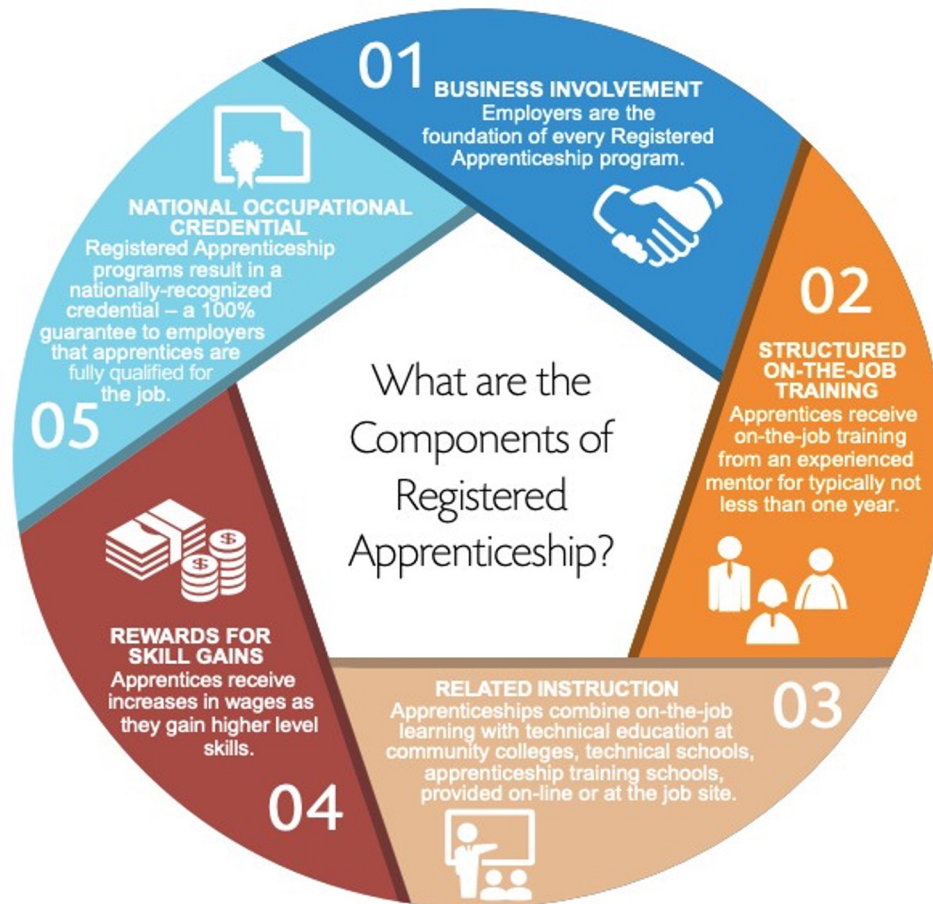 01
BUSINESS INVOLVEMENT
Employers are the
foundation of every Registered
Apprenticeship program.
02
STRUCTURED
ON-THE-JOB
TRAINING
Apprentices receive
on-the-job training
from an experienced
mentor for typically not
less than one year.
03
RELATED INSTRUCTION
Apprenticeships combine on-the-job
learning with technical education at
community colleges, technical schools,
apprenticeship training schools,
provided on-line or at the job site.
04
REWARDS FOR
SKILL GAINS
Apprentices receive
increases in wages as
they gain higher level
skills.
$
$
05
NATIONAL OCCUPATIONAL
CREDENTIAL
Registered Apprenticeship
programs result in a
nationally-recognized
credential – a 100%
guarantee to employers
that apprentices are
fully qualified for
the job.
What are the
Components of
Registered
Apprenticeship?